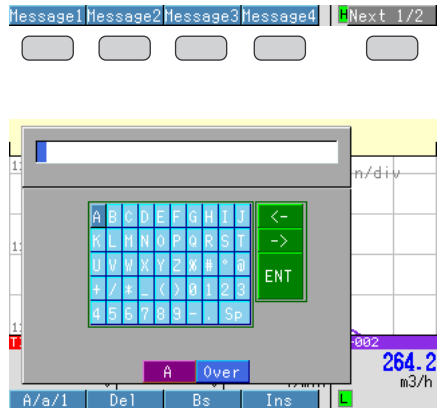 Message1 Message2 Message3 Message4 H Next 1/2
n/div
A B C D E F G H I J <-
K L M N O P Q R S T ->
U V W X Y Z % # ° @ ENT
+ / * _ ( ) 0 1 2 3
4 5 6 7 8 9 - . Sp
-002
A Over
264.2
m3/h
A/a/1 Del Bs Ins L